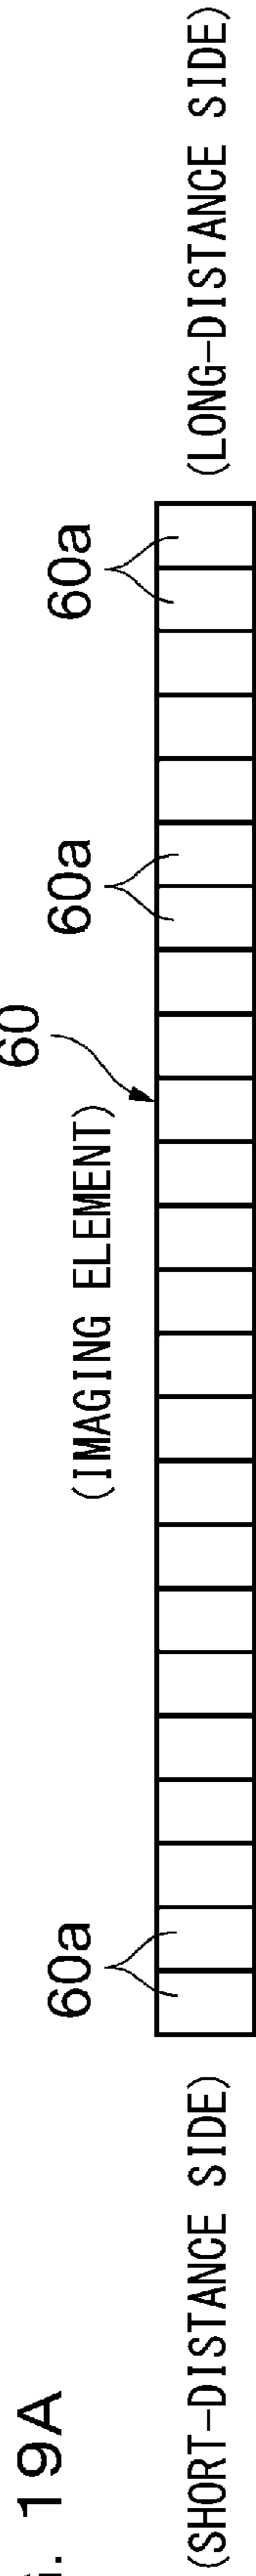 19A
60
(IMAGING ELEMENT)
60a
60a
60a
(SHORT-DISTANCE SIDE)
(LONG-DISTANCE SIDE)